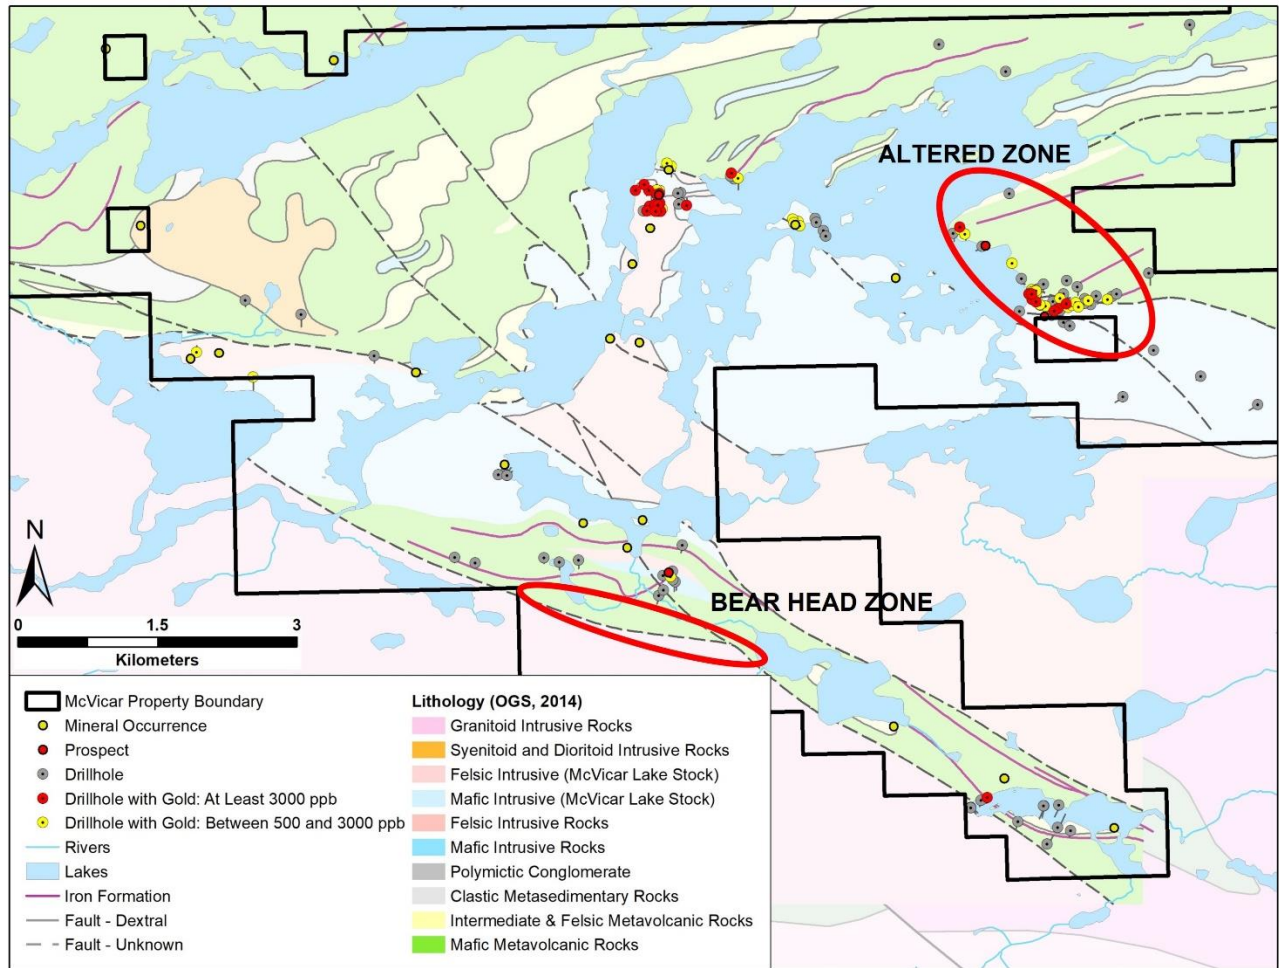 ALTERED ZONE
BEAR HEAD ZONE
N
0 1.5 3
Kilometers
McVicar Property Boundary
Mineral Occurrence
Prospect
Drillhole
Drillhole with Gold: At Least 3000 ppb
Drillhole with Gold: Between 500 and 3000 ppb
Rivers
Lakes
Iron Formation
Fault - Dextral
Fault - Unknown
Lithology (OGS, 2014)
Granitoid Intrusive Rocks
Syenitoid and Dioritoid Intrusive Rocks
Felsic Intrusive (McVicar Lake Stock)
Mafic Intrusive (McVicar Lake Stock)
Felsic Intrusive Rocks
Mafic Intrusive Rocks
Polymictic Conglomerate
Clastic Metasedimentary Rocks
Intermediate & Felsic Metavolcanic Rocks
Mafic Metavolcanic Rocks